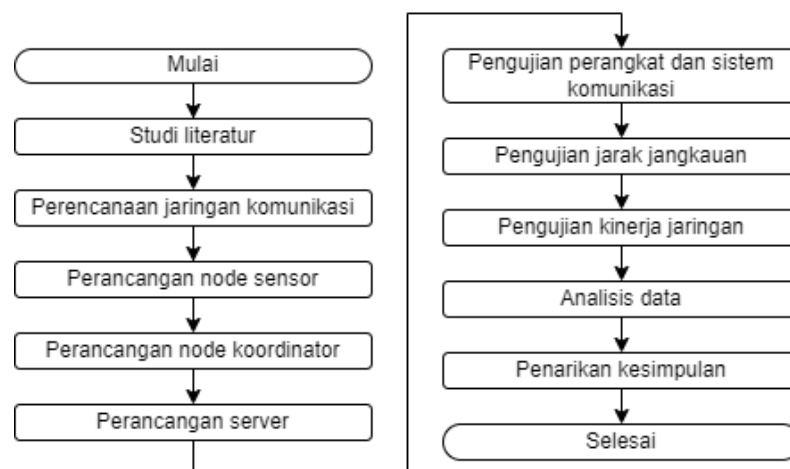 Mulai
Studi literatur
Perencanaan jaringan komunikasi
Perancangan node sensor
Perancangan node koordinator
Perancangan server
Pengujian perangkat dan sistem
komunikasi
Pengujian jarak jangkauan
Pengujian kinerja jaringan
Analisis data
Penarikan kesimpulan
Selesai